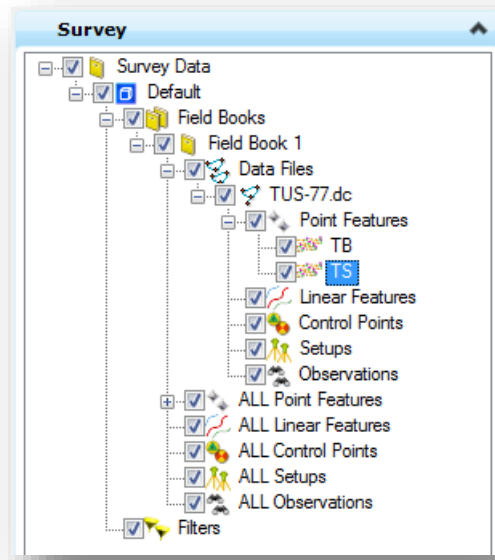 Survey
Survey Data
Default
Field Books
Field Book 1
Data Files
TUS-77.dc
Point Features
TB
TS
Linear Features
Control Points
Setups
Observations
ALL Point Features
ALL Linear Features
ALL Control Points
ALL Setups
ALL Observations
Filters